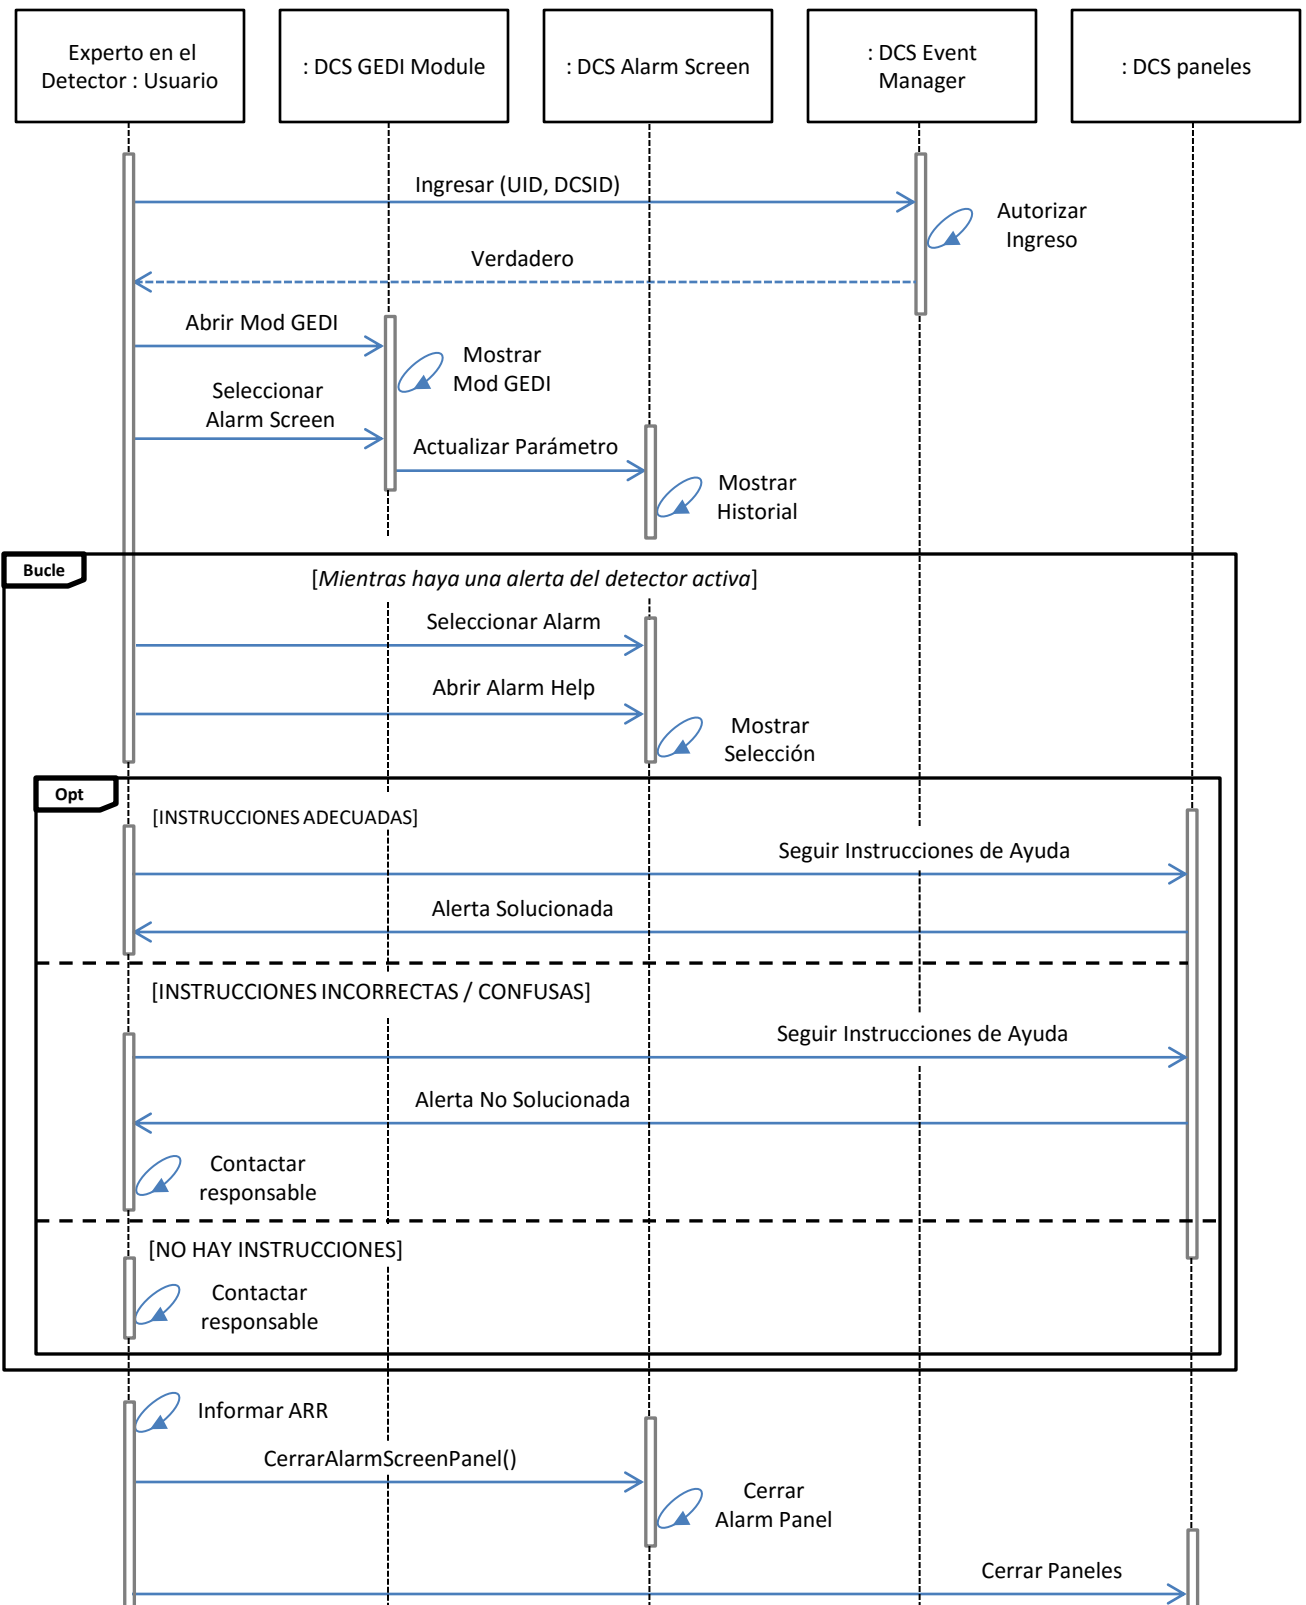 Experto en el
Detector : Usuario
: DCS GEDI Module
: DCS Alarm Screen
: DCS Event
Manager
: DCS paneles
Ingresar (UID, DCSID)
Autorizar
Ingreso
Verdadero
Abrir Mod GEDI
Mostrar
Mod GEDI
Seleccionar
Alarm Screen
Actualizar Parámetro
Mostrar
Historial
Bucle
[Mientras haya una alerta del detector activa]
Seleccionar Alarm
Abrir Alarm Help
Mostrar
Selección
Opt
[INSTRUCCIONES ADECUADAS]
Seguir Instrucciones de Ayuda
Alerta Solucionada
[INSTRUCCIONES INCORRECTAS / CONFUSAS]
Seguir Instrucciones de Ayuda
Alerta No Solucionada
Contactar
responsable
[NO HAY INSTRUCCIONES]
Contactar
responsable
Informar ARR
CerrarAlarmScreenPanel()
Cerrar
Alarm Panel
Cerrar Paneles